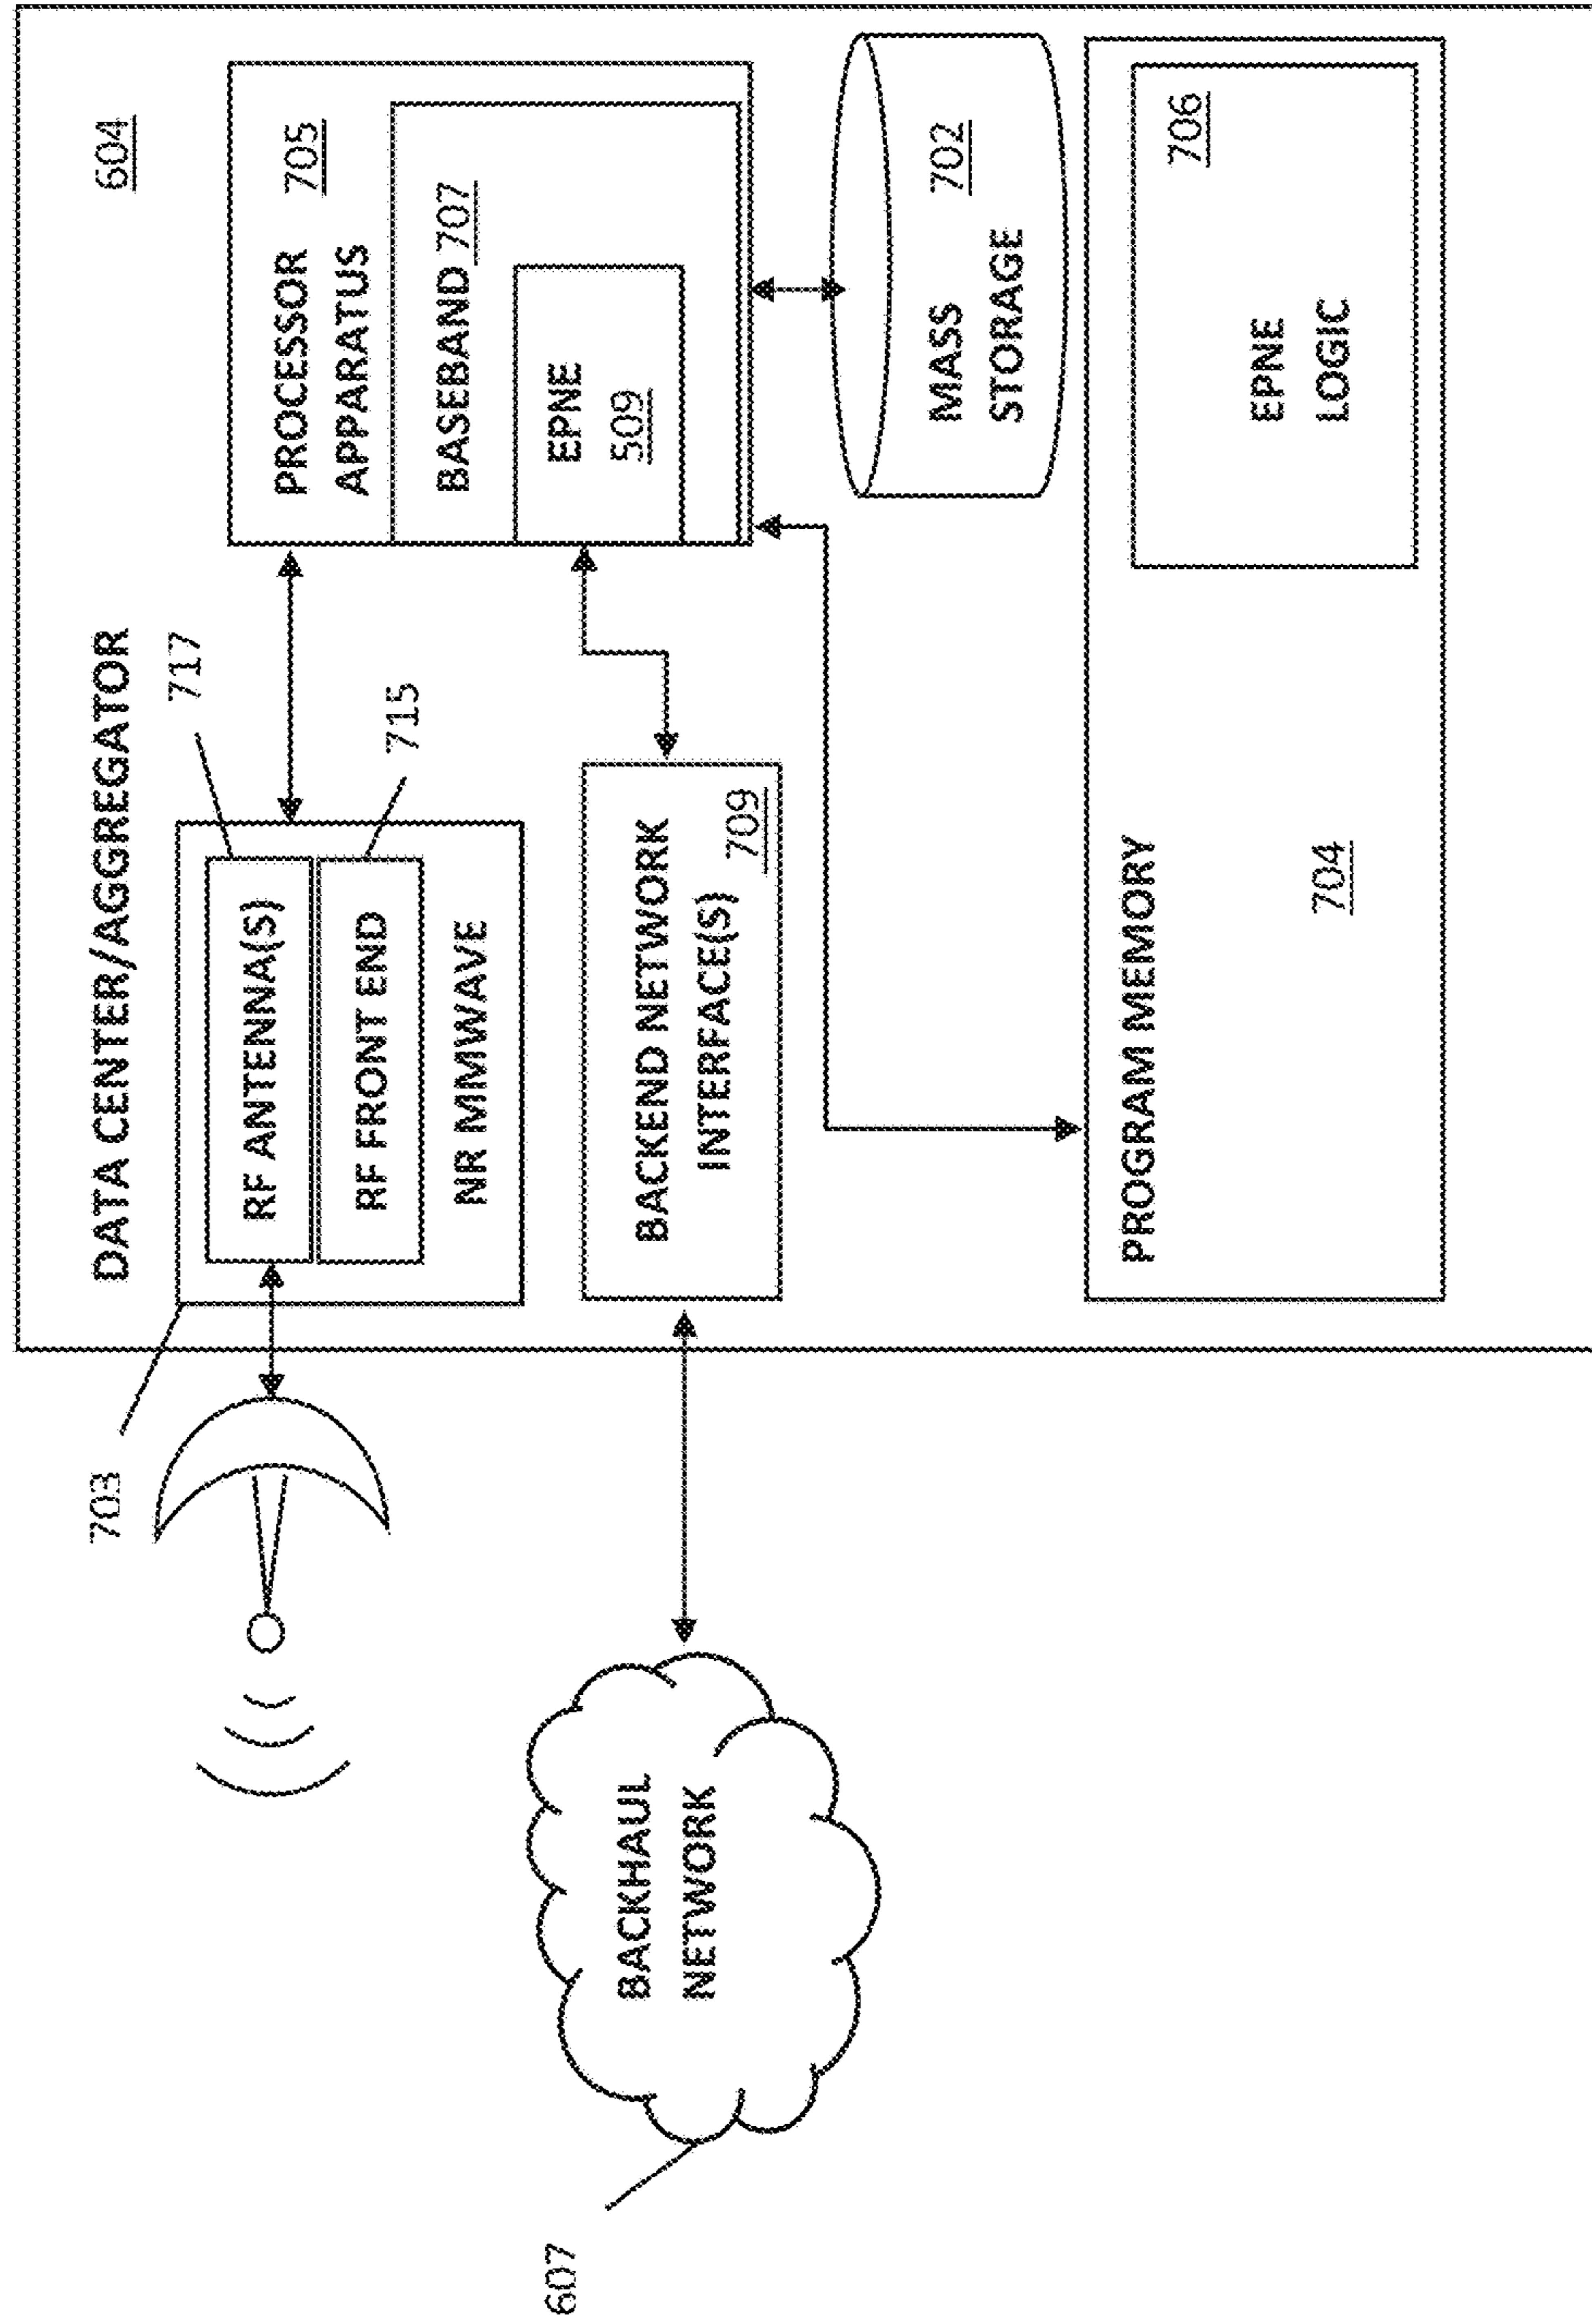 DATA CENTER/AGGREGATOR
604
703
717
RF ANTENNA(S)
RF FRONT END
715
NR MMWAVE
PROCESSOR
705
APPARATUS
BASEBAND 707
EPNE
509
607
BACKHAUL
NETWORK
BACKEND NETWORK
INTERFACE(S)
709
MASS
702
STORAGE
PROGRAM MEMORY
704
706
EPNE
LOGIC